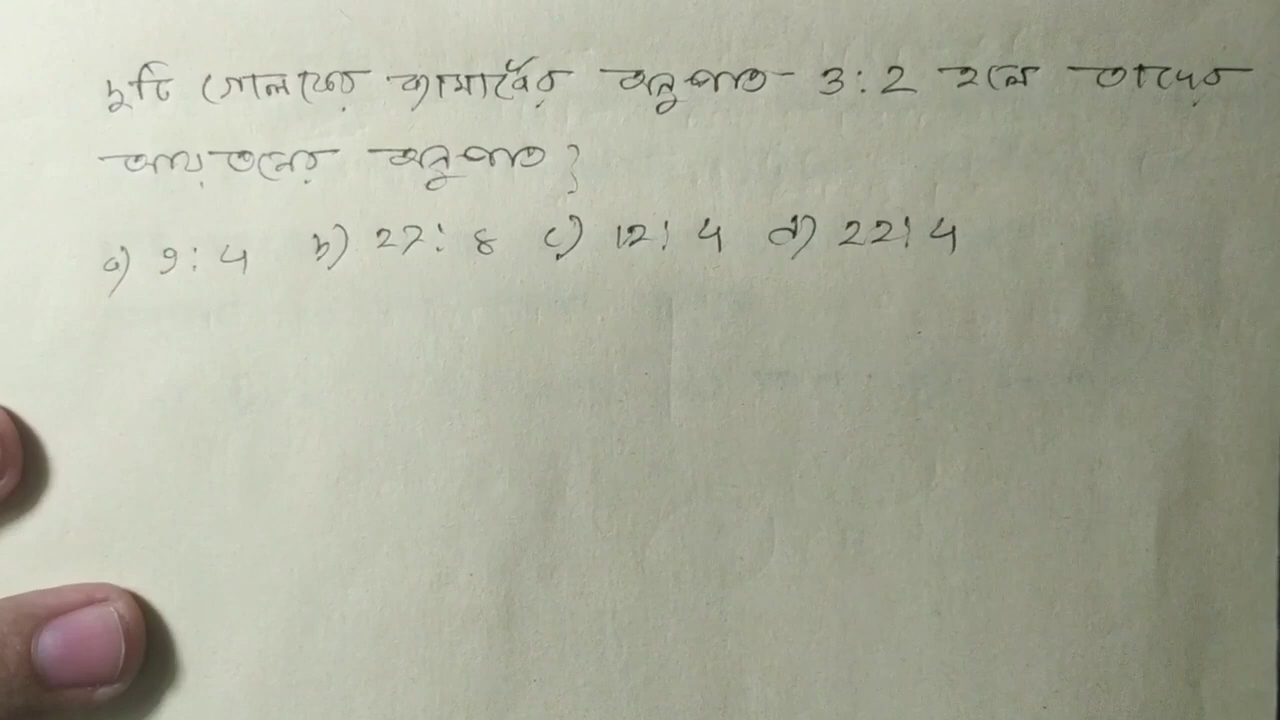 দুটি গোলকের ব্যাসার্ধের অনুপাত 3:2 হলে তাদের
আয়তনের অনুপাত?
a) 9:4 b) 27:8 c) 12:4 d) 22:4